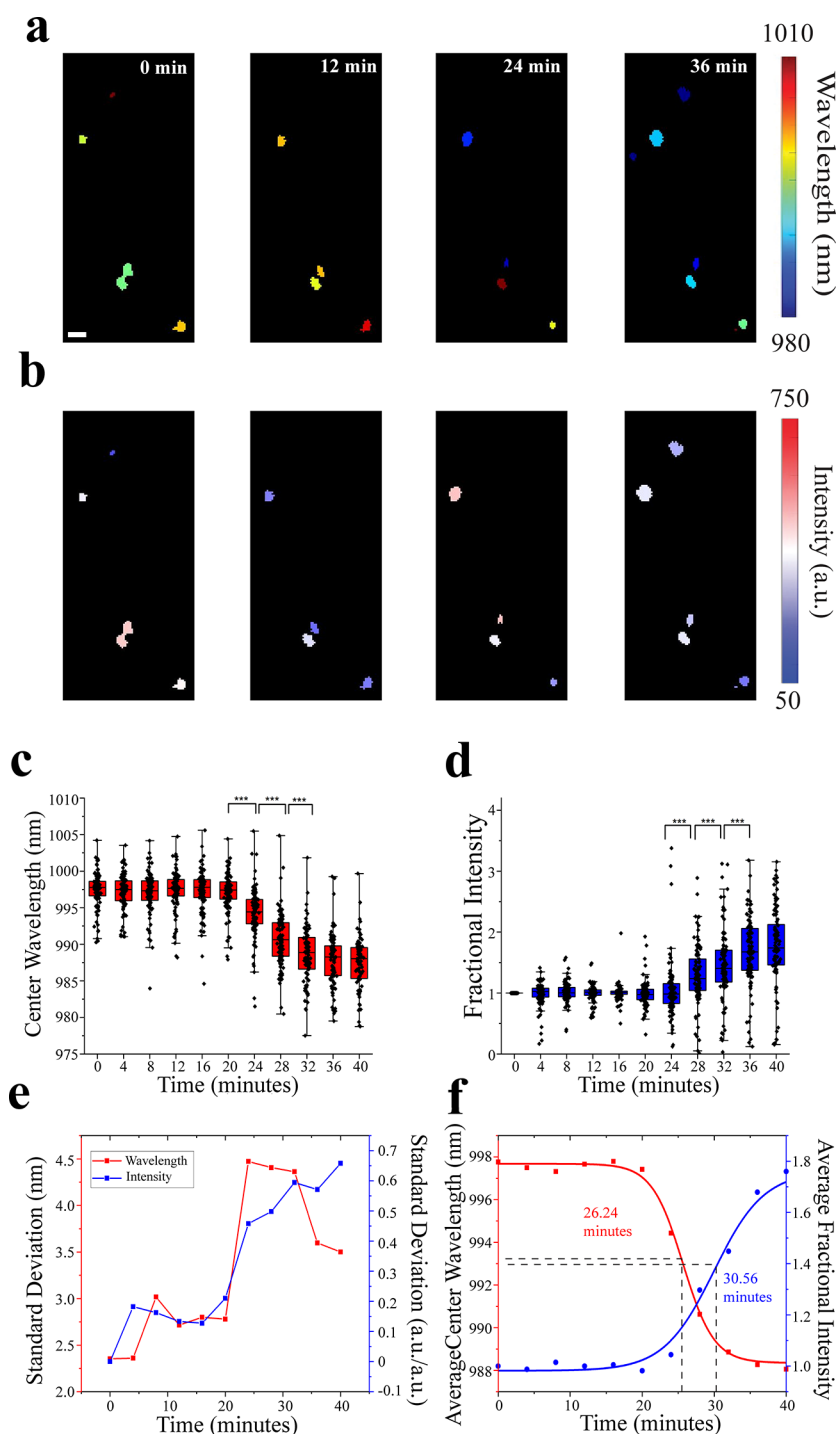 a
0 min
12 min
24 min
36 min
1010
Wavelength (nm)
980
b
750
Intensity (a.u.)
50
c
1010
1005
1000
995
990
985
980
975
Center Wavelength (nm)
*** *** ***
0 4 8 12 16 20 24 28 32 36 40
Time (minutes)
d
4
3
2
1
0
Fractional Intensity
*** *** ***
0 4 8 12 16 20 24 28 32 36 40
Time (minutes)
e
4.5
4.0
3.5
3.0
2.5
2.0
Standard Deviation (nm)
Wavelength
Intensity
0.7
0.6
0.5
0.4
0.3
0.2
0.1
0
-0.1
Standard Deviation (a.u./a.u.)
0 10 20 30 40
Time (minutes)
f
998
996
995
993
991
990
988
AverageCenter Wavelength (nm)
26.24
minutes
30.56
minutes
1.8
1.6
1.4
1.2
1.0
Average Fractional Intensity
0 10 20 30 40
Time (minutes)